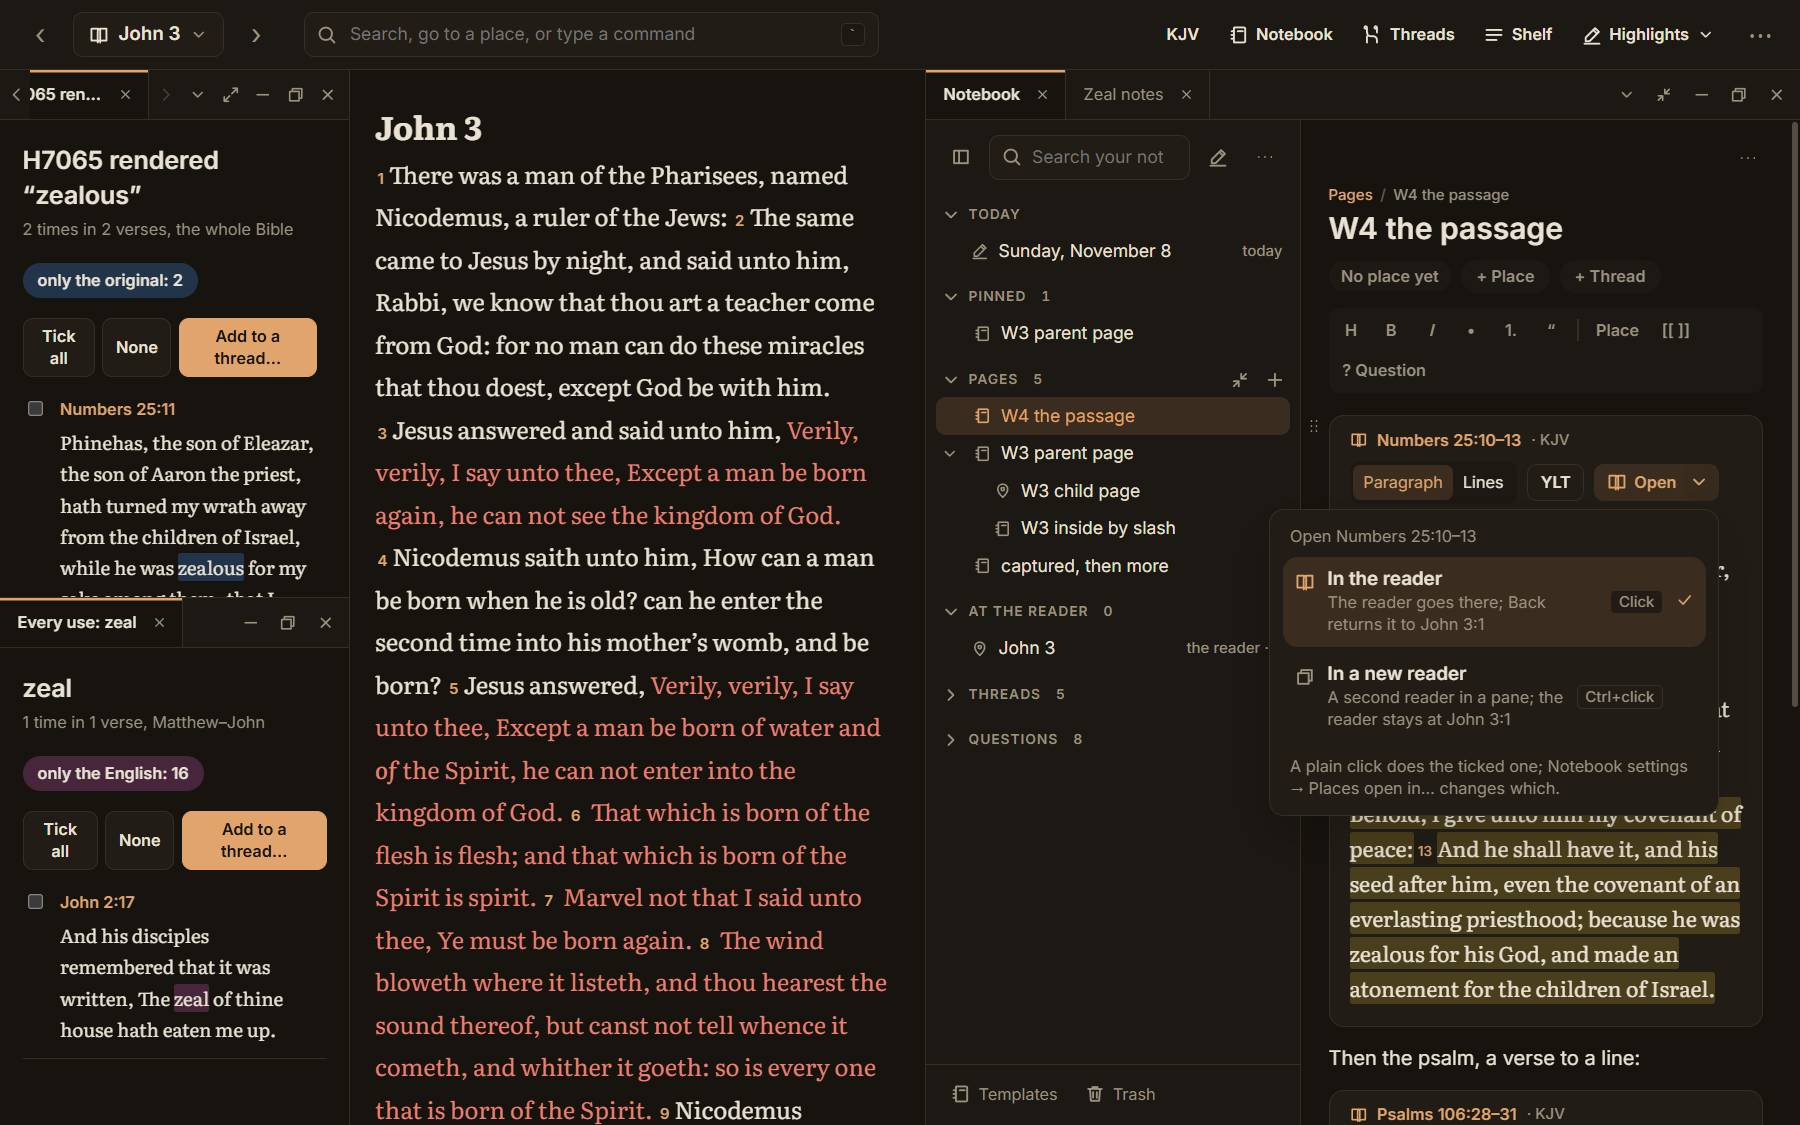 John 3
Search, go to a place, or type a command
`
KJV
Notebook
Threads
Shelf
Highlights
065 ren...
H7065 rendered
“zealous”
2 times in 2 verses, the whole Bible
only the original: 2
Tick all
None
Add to a thread...
Numbers 25:11
Phinehas, the son of Eleazar,
the son of Aaron the priest,
hath turned my wrath away
from the children of Israel,
while he was zealous for my
Every use: zeal
zeal
1 time in 1 verse, Matthew–John
only the English: 16
Tick all
None
Add to a thread...
John 2:17
And his disciples
remembered that it was
written, The zeal of thine
house hath eaten me up.
John 3
1 There was a man of the Pharisees, named
Nicodemus, a ruler of the Jews: 2 The same
came to Jesus by night, and said unto him,
Rabbi, we know that thou art a teacher come
from God: for no man can do these miracles
that thou doest, except God be with him.
3 Jesus answered and said unto him, Verily,
verily, I say unto thee, Except a man be born
again, he can not see the kingdom of God.
4 Nicodemus saith unto him, How can a man
be born when he is old? can he enter the
second time into his mother’s womb, and be
born? 5 Jesus answered, Verily, verily, I say
unto thee, Except a man be born of water and
of the Spirit, he can not enter into the
kingdom of God. 6 That which is born of the
flesh is flesh; and that which is born of the
Spirit is spirit. 7 Marvel not that I said unto
thee, Ye must be born again. 8 The wind
bloweth where it listeth, and thou hearest the
sound thereof, but canst not tell whence it
cometh, and whither it goeth: so is every one
that is born of the Spirit. 9 Nicodemus
Notebook
Zeal notes
Search your not
TODAY
Sunday, November 8 today
PINNED 1
W3 parent page
PAGES 5
W4 the passage
W3 parent page
W3 child page
W3 inside by slash
captured, then more
AT THE READER 0
John 3 the reader ·
THREADS 5
QUESTIONS 8
Templates
Trash
Pages / W4 the passage
W4 the passage
No place yet
+ Place
+ Thread
H B I • 1. “ Place [[ ]]
? Question
Numbers 25:10–13 · KJV
Paragraph Lines YLT Open
Open Numbers 25:10–13
In the reader
The reader goes there; Back
returns it to John 3:1
Click
In a new reader
A second reader in a pane; the
reader stays at John 3:1
Ctrl+click
A plain click does the ticked one; Notebook settings
→ Places open in... changes which.
Behold, I give unto him my covenant of
peace: 13 And he shall have it, and his
seed after him, even the covenant of an
everlasting priesthood; because he was
zealous for his God, and made an
atonement for the children of Israel.
Then the psalm, a verse to a line:
Psalms 106:28–31 · KJV